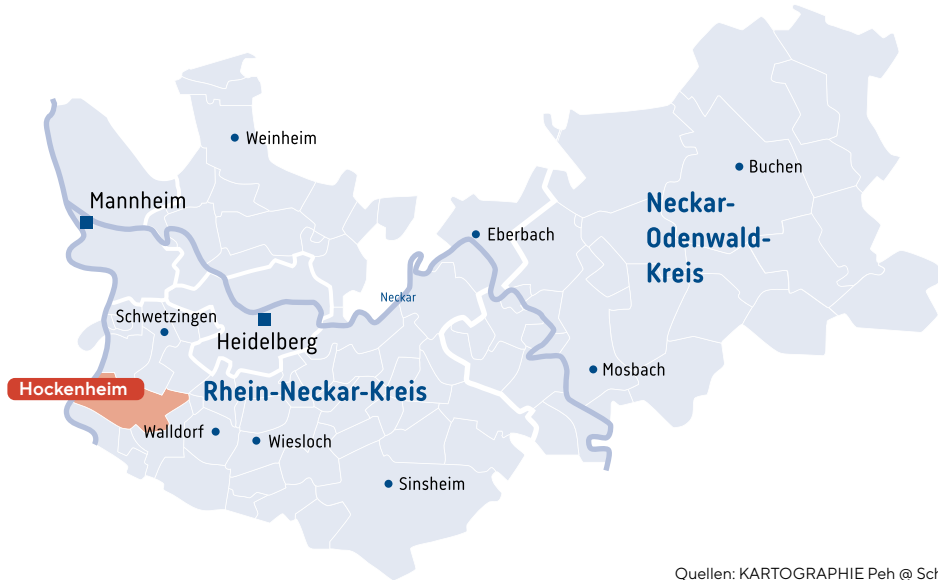 Weinheim
Buchen
Mannheim
Neckar-
Odenwald-
Kreis
Eberbach
Neckar
Schwetzingen
Heidelberg
Mosbach
Hockenheim
Rhein-Neckar-Kreis
Walldorf
Wiesloch
Sinsheim
Quellen: KARTOGRAPHIE Peh @ Sch